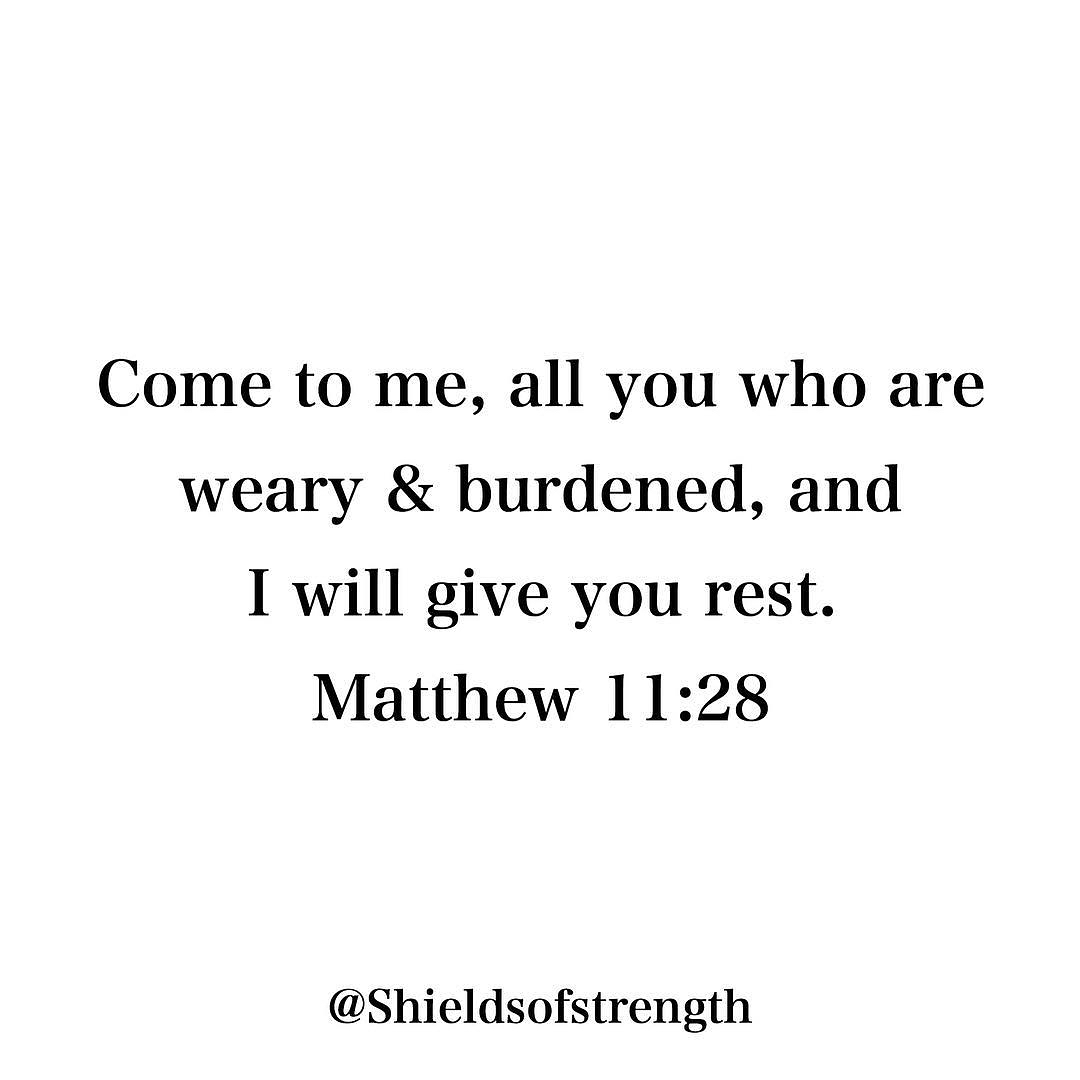 Come to me, all you who are
weary & burdened, and
I will give you rest.
Matthew 11:28
@Shieldsofstrength